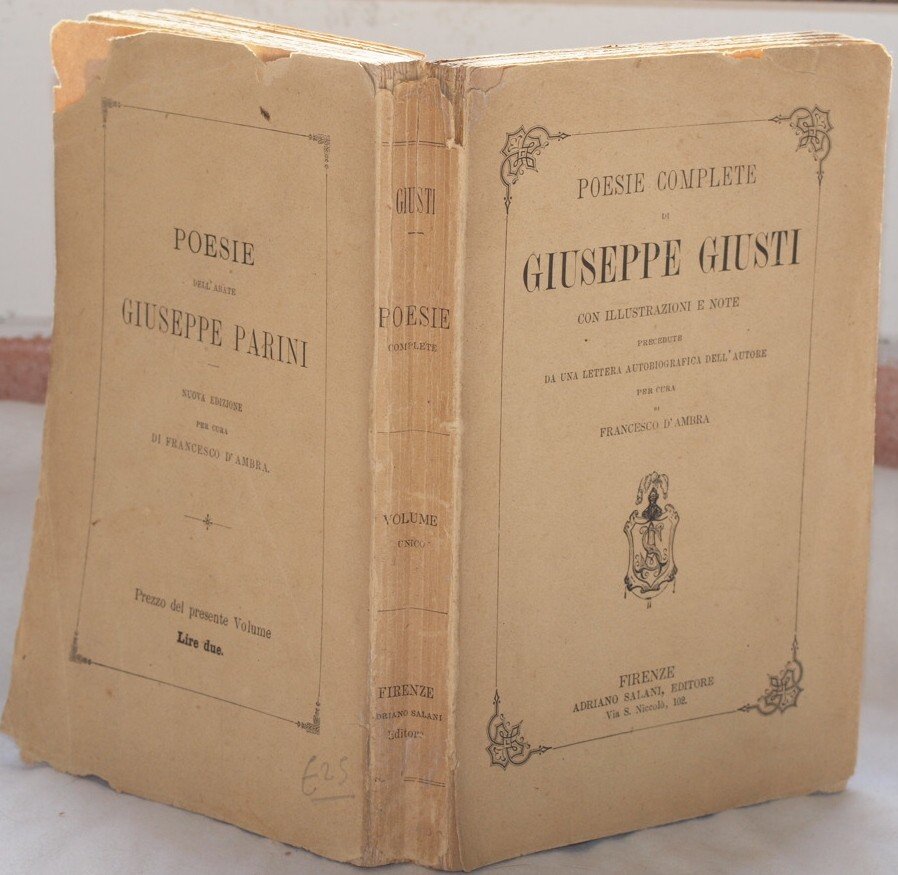 POESIE
DELL'ABATE
GIUSEPPE PARINI
NUOVA EDIZIONE
PER CURA
DI FRANCESCO D'AMBRA.
Prezzo del presente Volume
Lire due.
€25
GIUSTI
POESIE
COMPLETE
VOLUME
UNICO
FIRENZE
DRIANO SALANI
Editore
POESIE COMPLETE
DI
GIUSEPPE GIUSTI
CON ILLUSTRAZIONI E NOTE
PRECEDUTE
DA UNA LETTERA AUTOBIOGRAFICA DELL'AUTORE
PER CURA
DI
FRANCESCO D'AMBRA
FIRENZE
ADRIANO SALANI, EDITORE
Via S. Niccolò, 102.